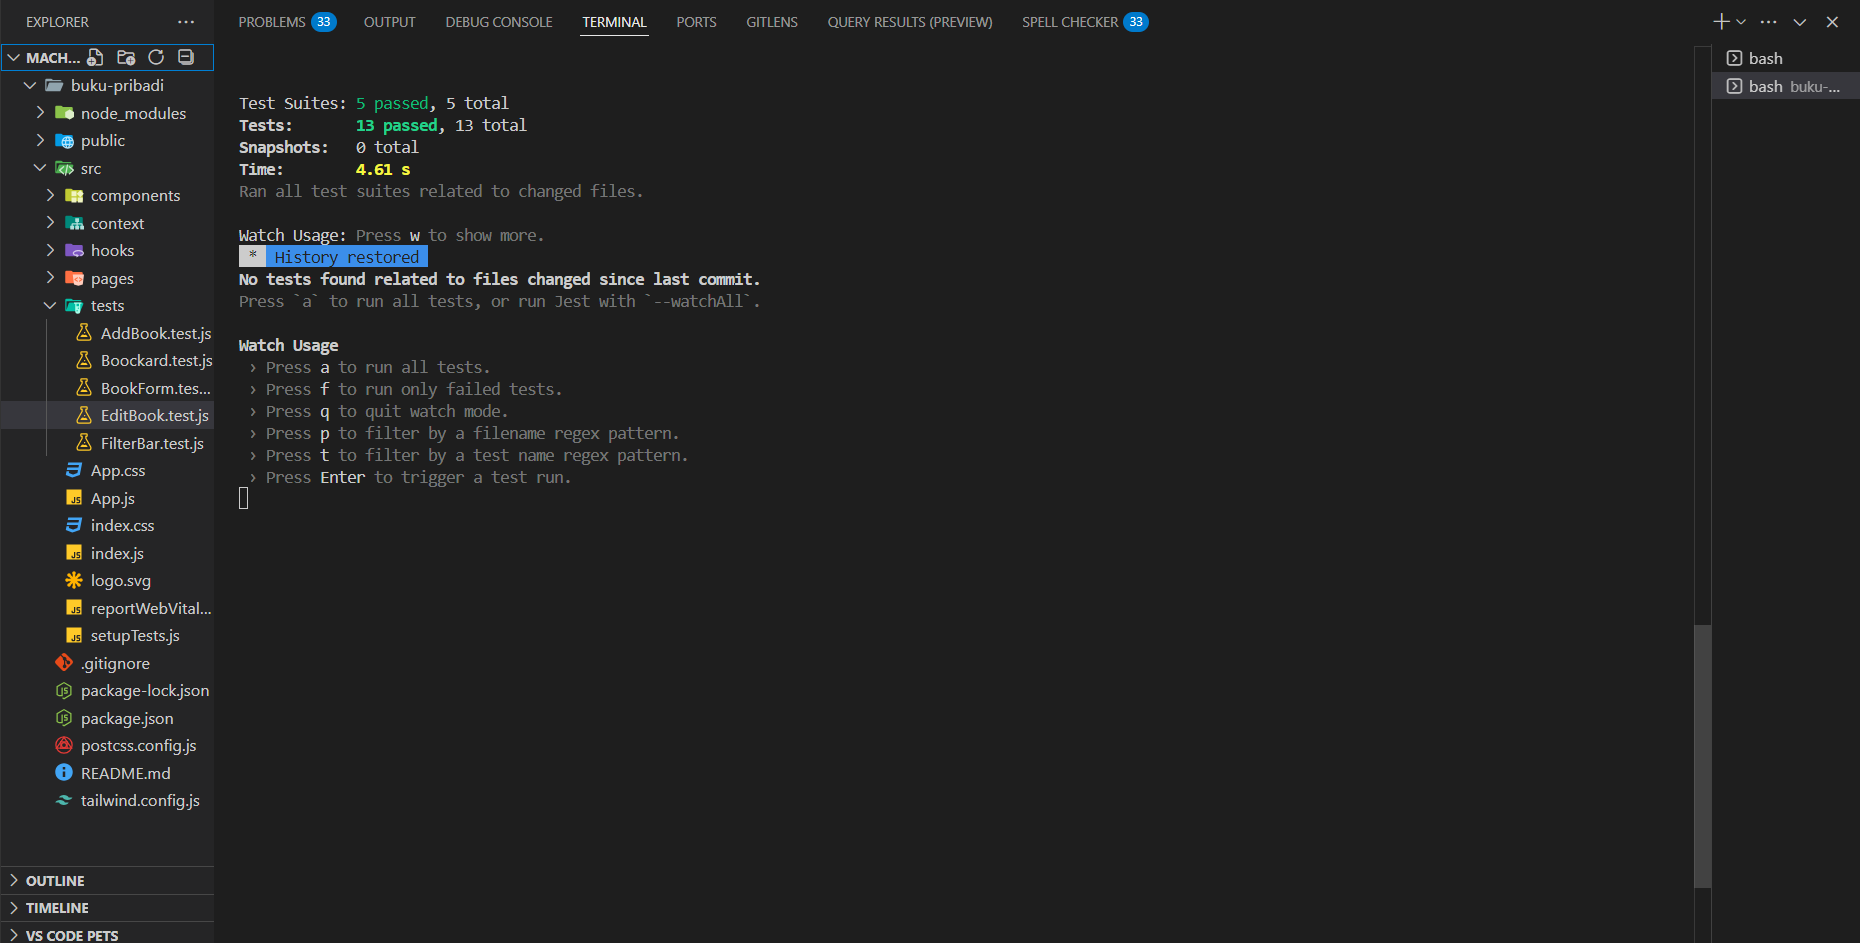 EXPLORER
MACH...
buku-pribadi
node_modules
public
src
components
context
hooks
pages
tests
AddBook.test.js
Boockard.test.js
BookForm.tes...
EditBook.test.js
FilterBar.test.js
App.css
App.js
index.css
index.js
logo.svg
reportWebVital...
setupTests.js
.gitignore
package-lock.json
package.json
postcss.config.js
README.md
tailwind.config.js
OUTLINE
TIMELINE
VS CODE PETS
PROBLEMS 33 OUTPUT DEBUG CONSOLE TERMINAL PORTS GITLENS QUERY RESULTS (PREVIEW) SPELL CHECKER 33
Test Suites: 5 passed, 5 total
Tests: 13 passed, 13 total
Snapshots: 0 total
Time: 4.61 s
Ran all test suites related to changed files.
Watch Usage: Press w to show more.
* History restored
No tests found related to files changed since last commit.
Press `a` to run all tests, or run Jest with `--watchAll`.
Watch Usage
› Press a to run all tests.
› Press f to run only failed tests.
› Press q to quit watch mode.
› Press p to filter by a filename regex pattern.
› Press t to filter by a test name regex pattern.
› Press Enter to trigger a test run.
bash
bash buku-...